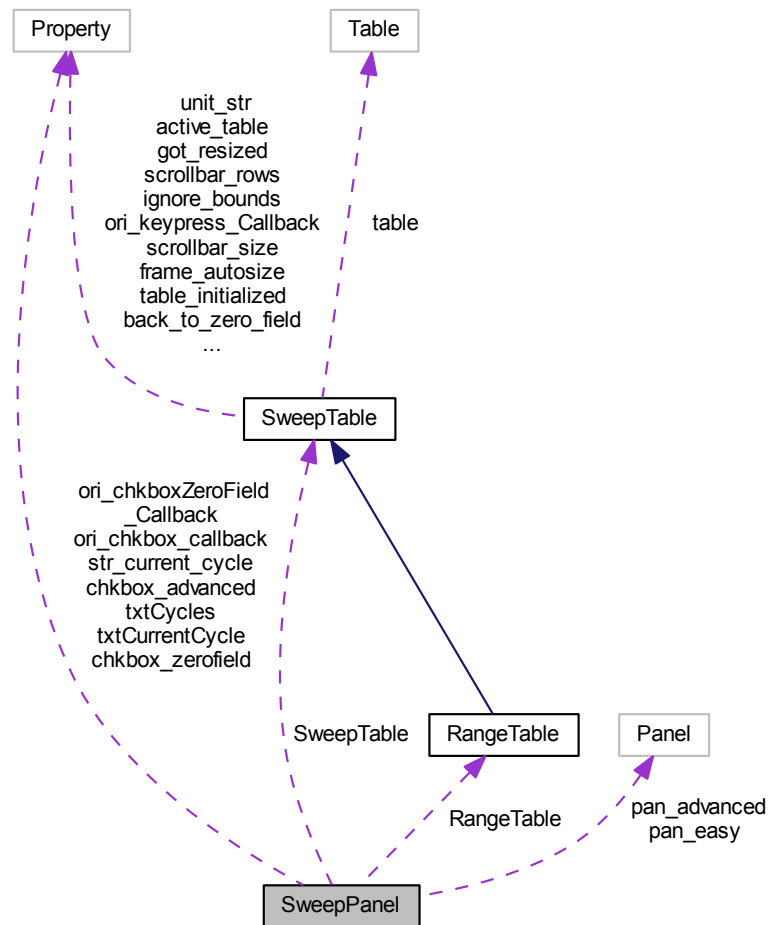 Property
Table
unit_str
active_table
got_resized
scrollbar_rows
ignore_bounds
ori_keypress_Callback
scrollbar_size
frame_autosize
table_initialized
back_to_zero_field
...
table
SweepTable
ori_chkboxZeroField
_Callback
ori_chkbox_callback
str_current_cycle
chkbox_advanced
txtCycles
txtCurrentCycle
chkbox_zerofield
SweepTable
RangeTable
Panel
RangeTable
pan_advanced
pan_easy
SweepPanel